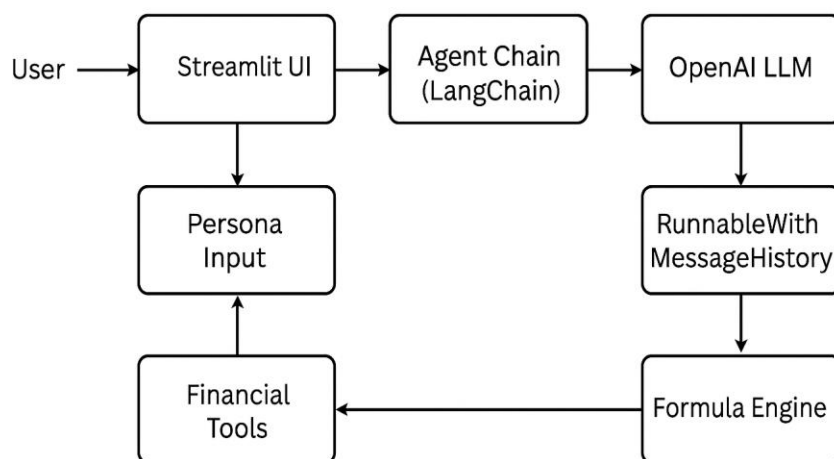 User
Streamlit UI
Agent Chain
(LangChain)
OpenAI LLM
Persona
Input
RunnableWith
MessageHistory
Financial
Tools
Formula Engine